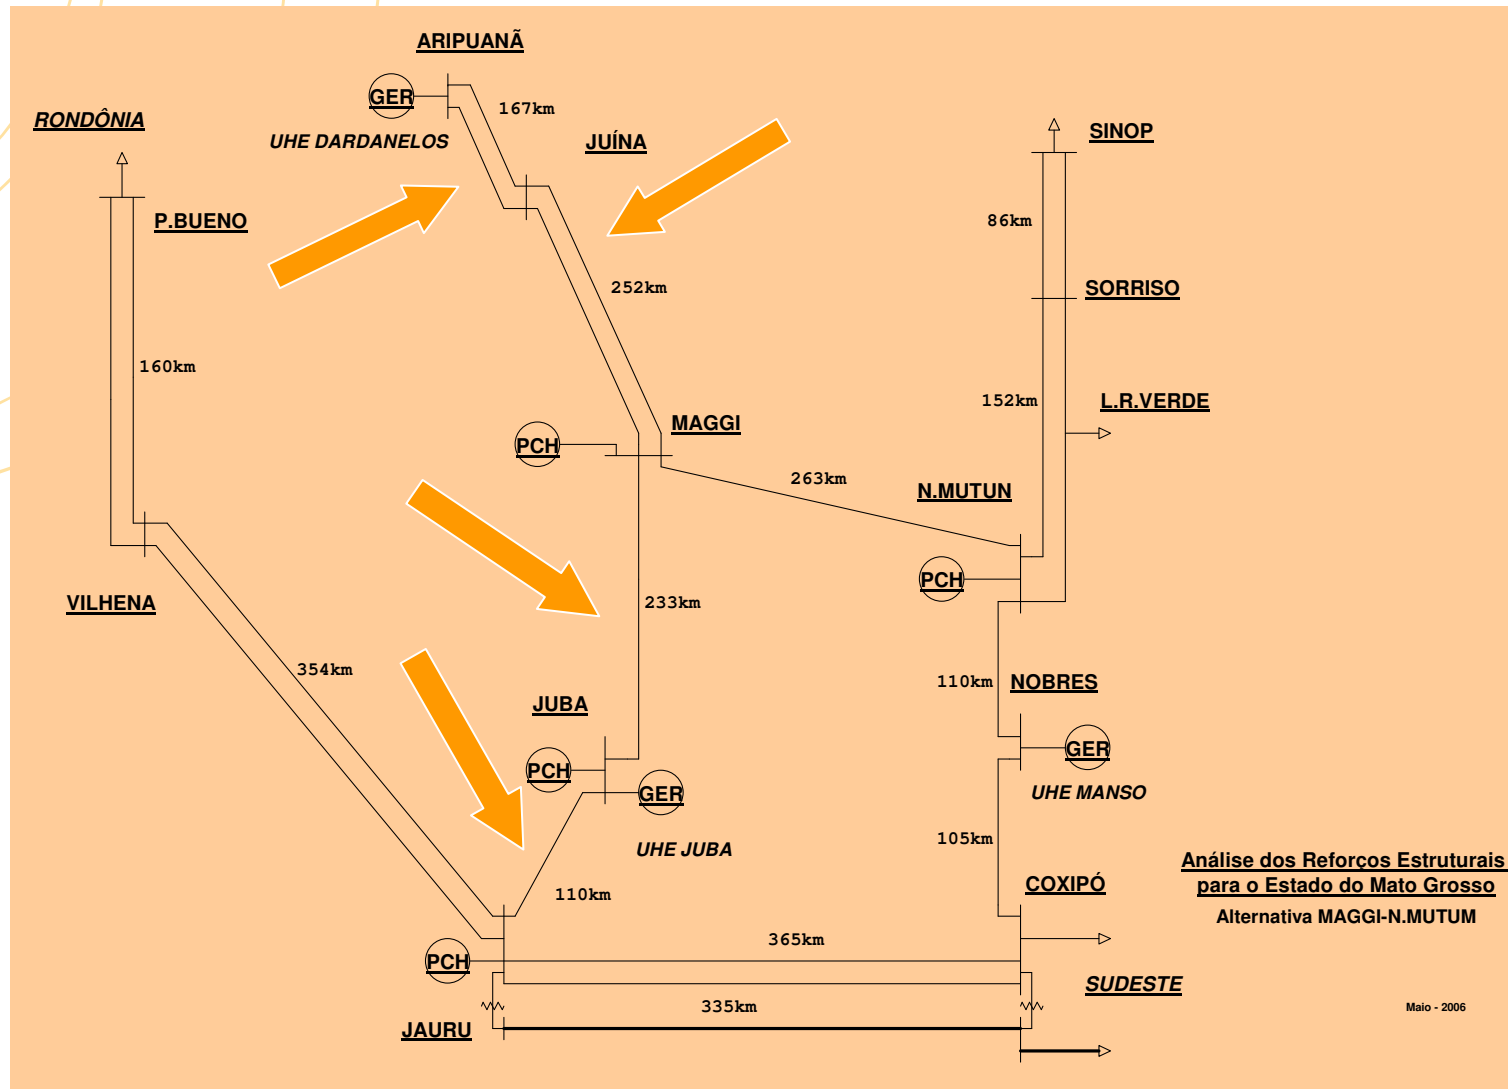 ARIPUANÃ
GER
167km
RONDÔNIA
UHE DARDANELOS
JUÍNA
SINOP
P.BUENO
86km
252km
SORRISO
160km
152km
L.R.VERDE
MAGGI
PCH
263km
N.MUTUN
PCH
VILHENA
233km
354km
110km
NOBRES
JUBA
PCH
GER
GER
UHE MANSO
UHE JUBA
105km
Análise dos Reforços Estruturais
para o Estado do Mato Grosso
Alternativa MAGGI-N.MUTUM
COXIPÓ
110km
365km
PCH
SUDESTE
335km
Maio - 2006
JAURU